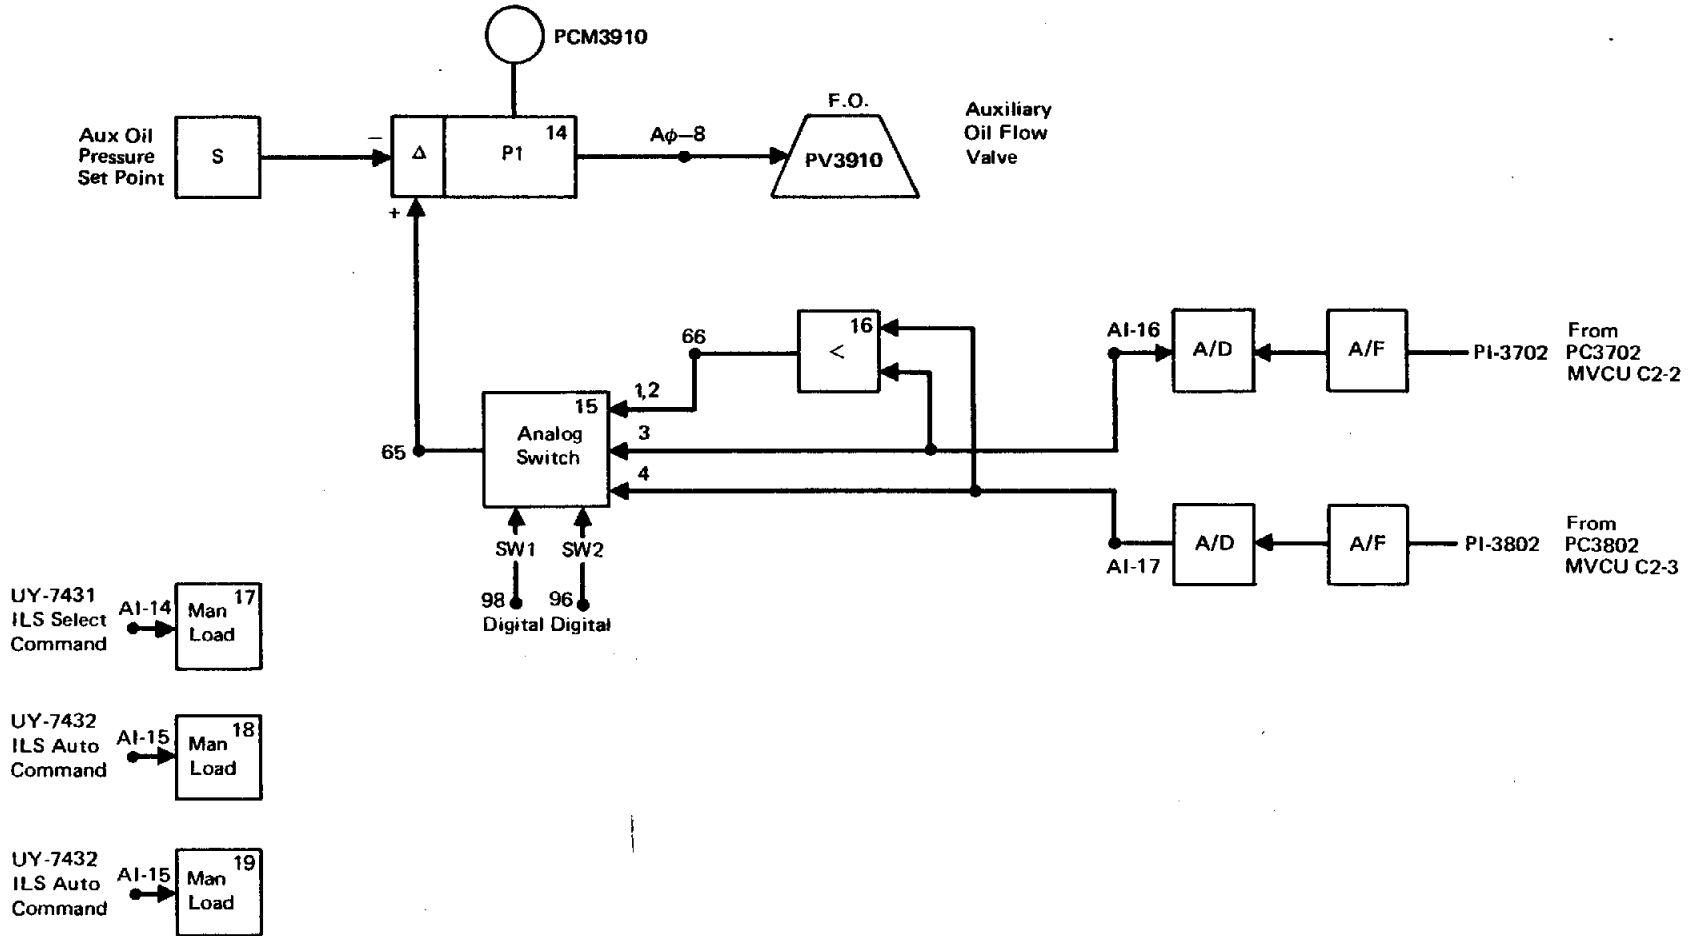 PCM3910
Aux Oil
Pressure
Set Point
S
−
Δ
P1
14
+
Aφ–8
F.O.
PV3910
Auxiliary
Oil Flow
Valve
16
<
66
1,2
3
4
15
Analog
Switch
65
SW1
SW2
98
96
Digital
Digital
AI-16
A/D
A/F
PI-3702
From
PC3702
MVCU C2-2
AI-17
A/D
A/F
PI-3802
From
PC3802
MVCU C2-3
UY-7431
ILS Select
Command
AI-14
17
Man
Load
UY-7432
ILS Auto
Command
AI-15
18
Man
Load
UY-7432
ILS Auto
Command
AI-15
19
Man
Load